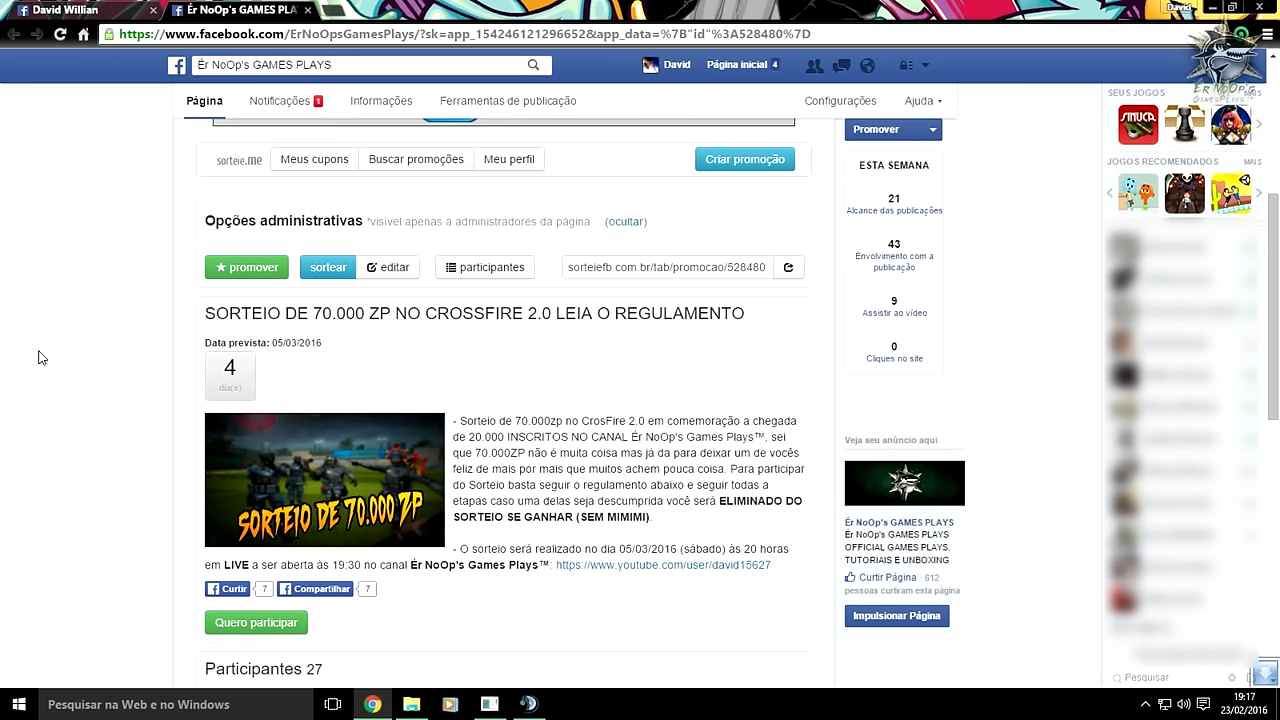 David Willian
Ér NoOp's GAMES PLA
David
https://www.facebook.com/ErNoOpsGamesPlays/?sk=app_154246121296652&app_data=%7B"id"%3A528480%7D
Ér NoOp's GAMES PLAYS
David
Página inicial 4
Página
Notificações 1
Informações
Ferramentas de publicação
Configurações
Ajuda
sorteie.me
Meus cupons
Buscar promoções
Meu perfil
Criar promoção
Opções administrativas *visivel apenas a administradores da página (ocultar)
promover
sortear
editar
participantes
sorteiefb.com.br/tab/promocao/528480
SORTEIO DE 70.000 ZP NO CROSSFIRE 2.0 LEIA O REGULAMENTO
Data prevista: 05/03/2016
4
dia(s)
SORTEIO DE 70.000 ZP
- Sorteio de 70.000zp no CrosFire 2.0 em comemoração a chegada
de 20.000 INSCRITOS NO CANAL Ér NoOp's Games Plays™, sei
que 70.000ZP não é muita coisa mas já da para deixar um de vocês
feliz de mais por mais que muitos achem pouca coisa. Para participar
do Sorteio basta seguir o regulamento abaixo e seguir todas a
etapas caso uma delas seja descumprida você será ELIMINADO DO
SORTEIO SE GANHAR (SEM MIMIMI).
- O sorteio será realizado no dia 05/03/2016 (sábado) às 20 horas
em LIVE a ser aberta às 19:30 no canal Ér NoOp's Games Plays™: https://www.youtube.com/user/david15627
Curtir 7
Compartilhar 7
Quero participar
Participantes 27
Promover
ESTA SEMANA
21
Alcance das publicações
43
Envolvimento com a
publicação
9
Assistir ao vídeo
0
Cliques no site
Veja seu anúncio aqui
Ér NoOp's GAMES PLAYS
Ér NoOp's GAMES PLAYS
OFFICIAL GAMES PLAYS,
TUTORIAIS E UNBOXING
Curtir Página · 612
pessoas curtiram esta página
Impulsionar Página
SEUS JOGOS
MAIS
SINUCA
JOGOS RECOMENDADOS
MAIS
Pesquisar
Ér NoOp's
GamesPlays™
Pesquisar na Web e no Windows
19:17
23/02/2016